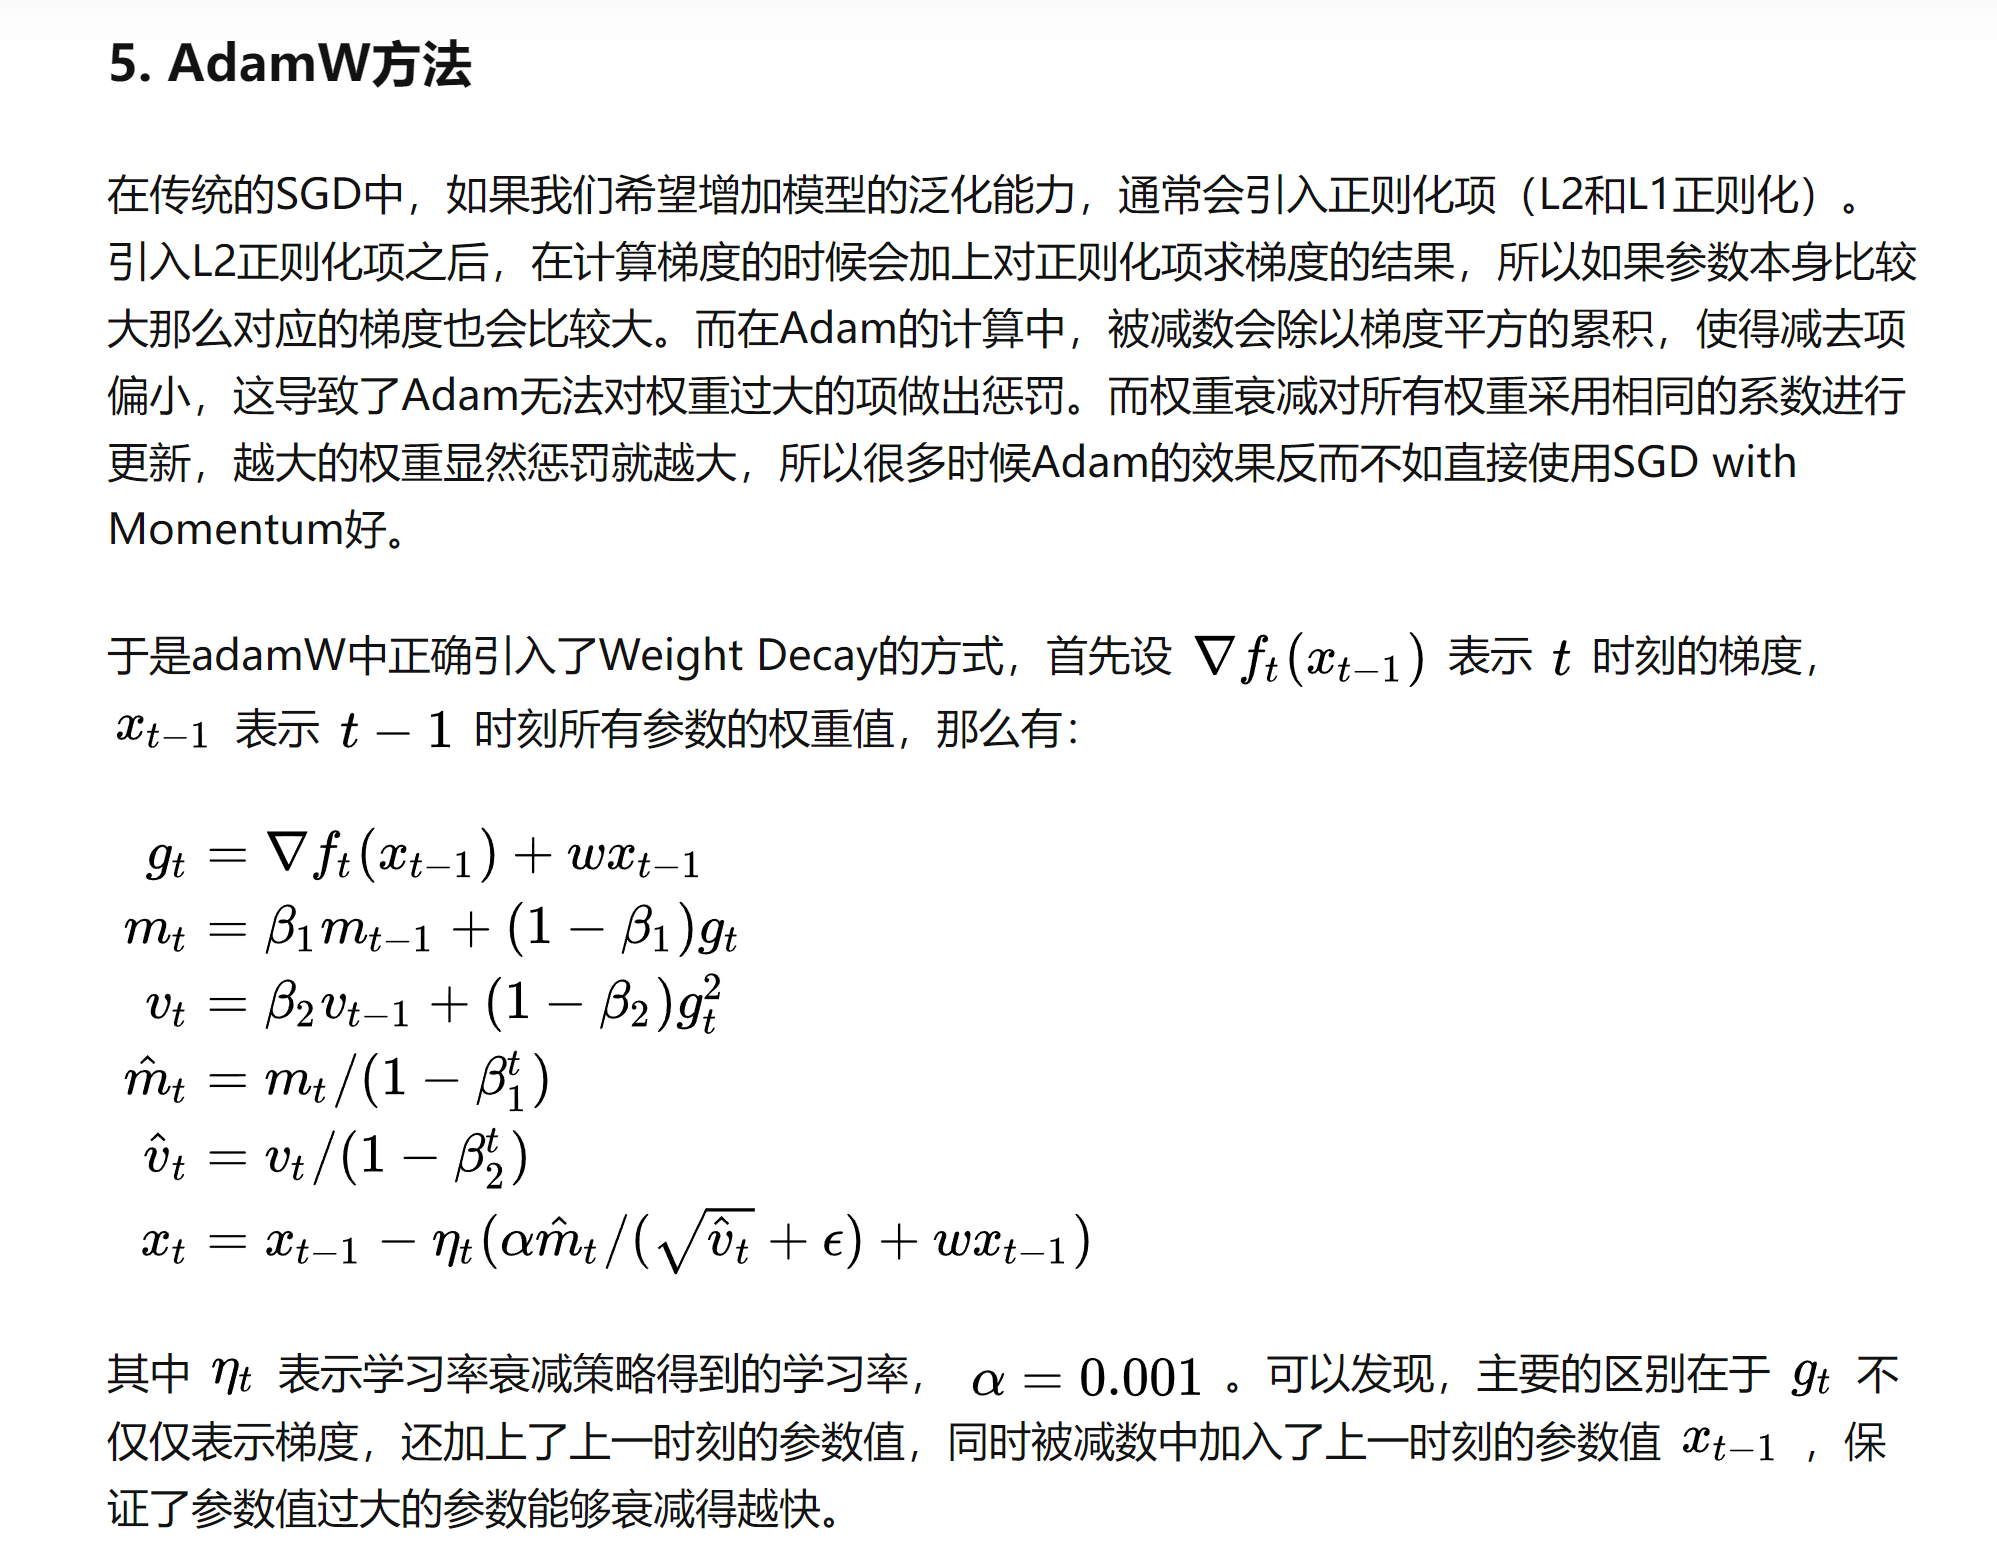 5. AdamW方法
在传统的SGD中，如果我们希望增加模型的泛化能力，通常会引入正则化项（L2和L1正则化）。
引入L2正则化项之后，在计算梯度的时候会加上对正则化项求梯度的结果，所以如果参数本身比较
大那么对应的梯度也会比较大。而在Adam的计算中，被减数会除以梯度平方的累积，使得减去项
偏小，这导致了Adam无法对权重过大的项做出惩罚。而权重衰减对所有权重采用相同的系数进行
更新，越大的权重显然惩罚就越大，所以很多时候Adam的效果反而不如直接使用SGD with
Momentum好。
于是adamW中正确引入了Weight Decay的方式，首先设 $\nabla f_t(x_{t-1})$ 表示 $t$ 时刻的梯度，
$x_{t-1}$ 表示 $t-1$ 时刻所有参数的权重值，那么有：
$g_t = \nabla f_t(x_{t-1}) + wx_{t-1}$
$m_t = \beta_1 m_{t-1} + (1-\beta_1)g_t$
$v_t = \beta_2 v_{t-1} + (1-\beta_2)g_t^2$
$\hat{m}_t = m_t/(1-\beta_1^t)$
$\hat{v}_t = v_t/(1-\beta_2^t)$
$x_t = x_{t-1} - \eta_t(\alpha\hat{m}_t/(\sqrt{\hat{v}_t}+\epsilon) + wx_{t-1})$
其中 $\eta_t$ 表示学习率衰减策略得到的学习率， $\alpha = 0.001$ 。可以发现，主要的区别在于 $g_t$ 不
仅仅表示梯度，还加上了上一时刻的参数值，同时被减数中加入了上一时刻的参数值 $x_{t-1}$ ，保
证了参数值过大的参数能够衰减得越快。